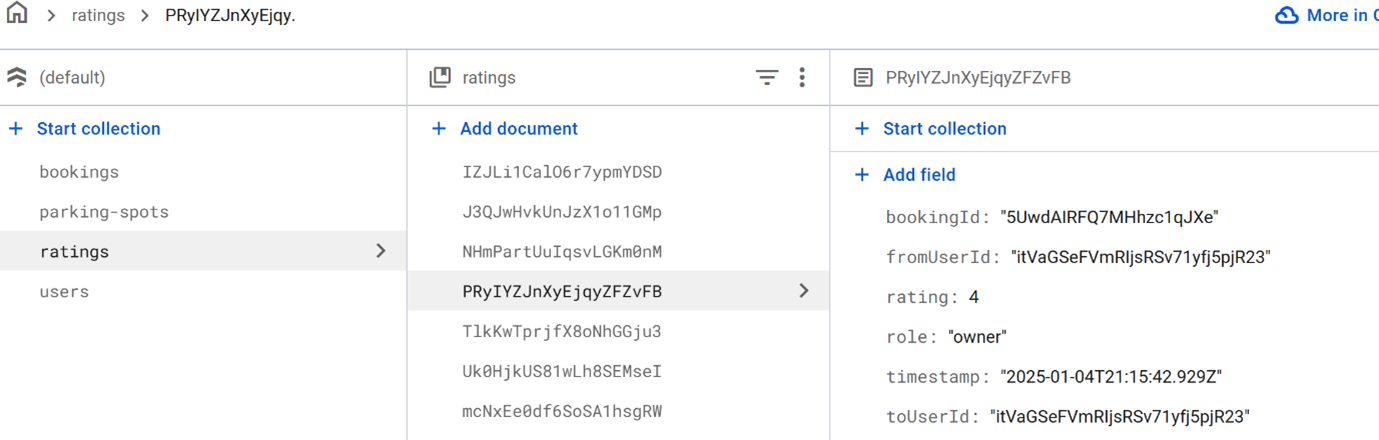 ratings PRyIYZJnXyEjqy.
More in
(default)
Start collection
bookings
parking-spots
ratings
users
ratings
Add document
IZJLi1CalO6r7ypmYDSD
J3QJwHvkUnJzX1o11GMp
NHmPartUuIqsvLGKm0nM
PRyIYZJnXyEjqyZFZvFB
TlkKwTprjfX8oNhGGju3
Uk0HjkUS81wLh8SEMseI
mcNxEe0df6SoSA1hsgRW
PRyIYZJnXyEjqyZFZvFB
Start collection
Add field
bookingId: "5UwdAIRFQ7MHhzc1qJXe"
fromUserId: "itVaGSeFVmRIjsRSv71yfj5pjR23"
rating: 4
role: "owner"
timestamp: "2025-01-04T21:15:42.929Z"
toUserId: "itVaGSeFVmRIjsRSv71yfj5pjR23"